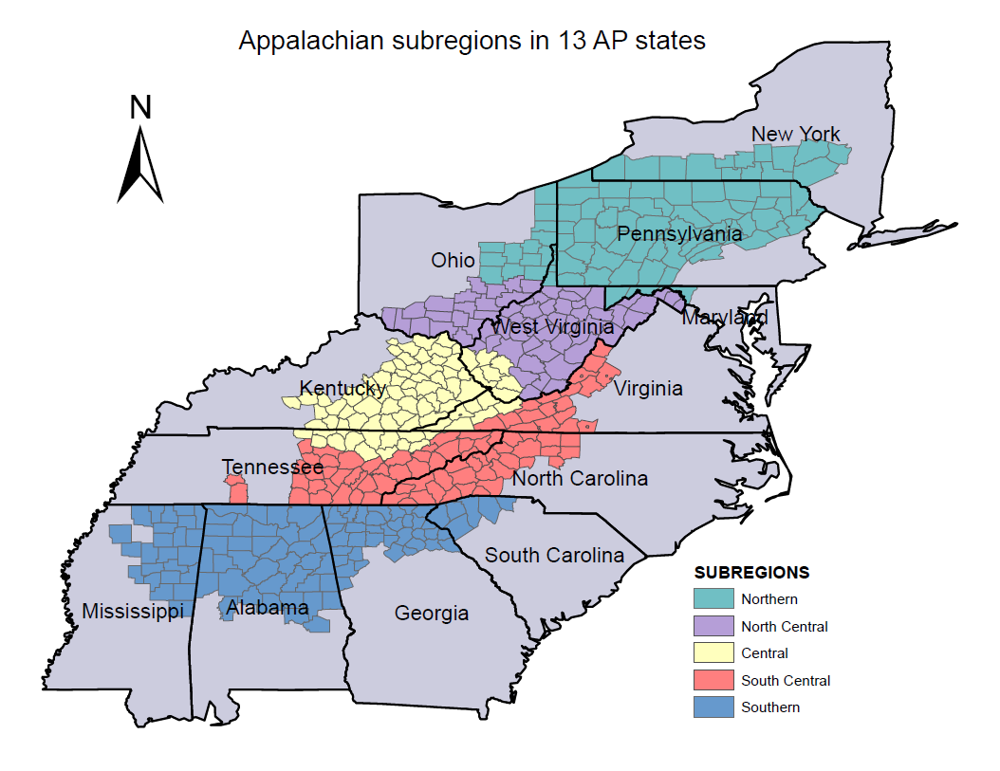 Appalachian subregions in 13 AP states
N
New York
Pennsylvania
Ohio
West Virginia
Maryland
Kentucky
Virginia
Tennessee
North Carolina
South Carolina
Mississippi
Alabama
Georgia
SUBREGIONS
Northern
North Central
Central
South Central
Southern